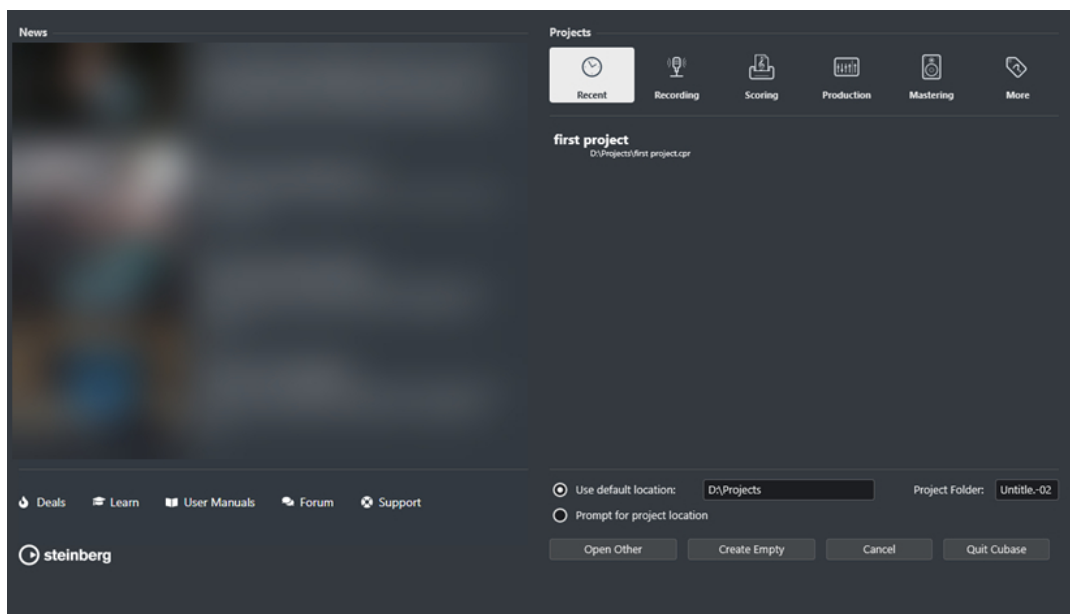 News
Projects
Recent
Recording
Scoring
Production
Mastering
More
first project
D:\Projects\first project.cpr
Use default location:
D:\Projects
Project Folder:
Untitle.-02
Prompt for project location
Deals
Learn
User Manuals
Forum
Support
Open Other
Create Empty
Cancel
Quit Cubase
steinberg